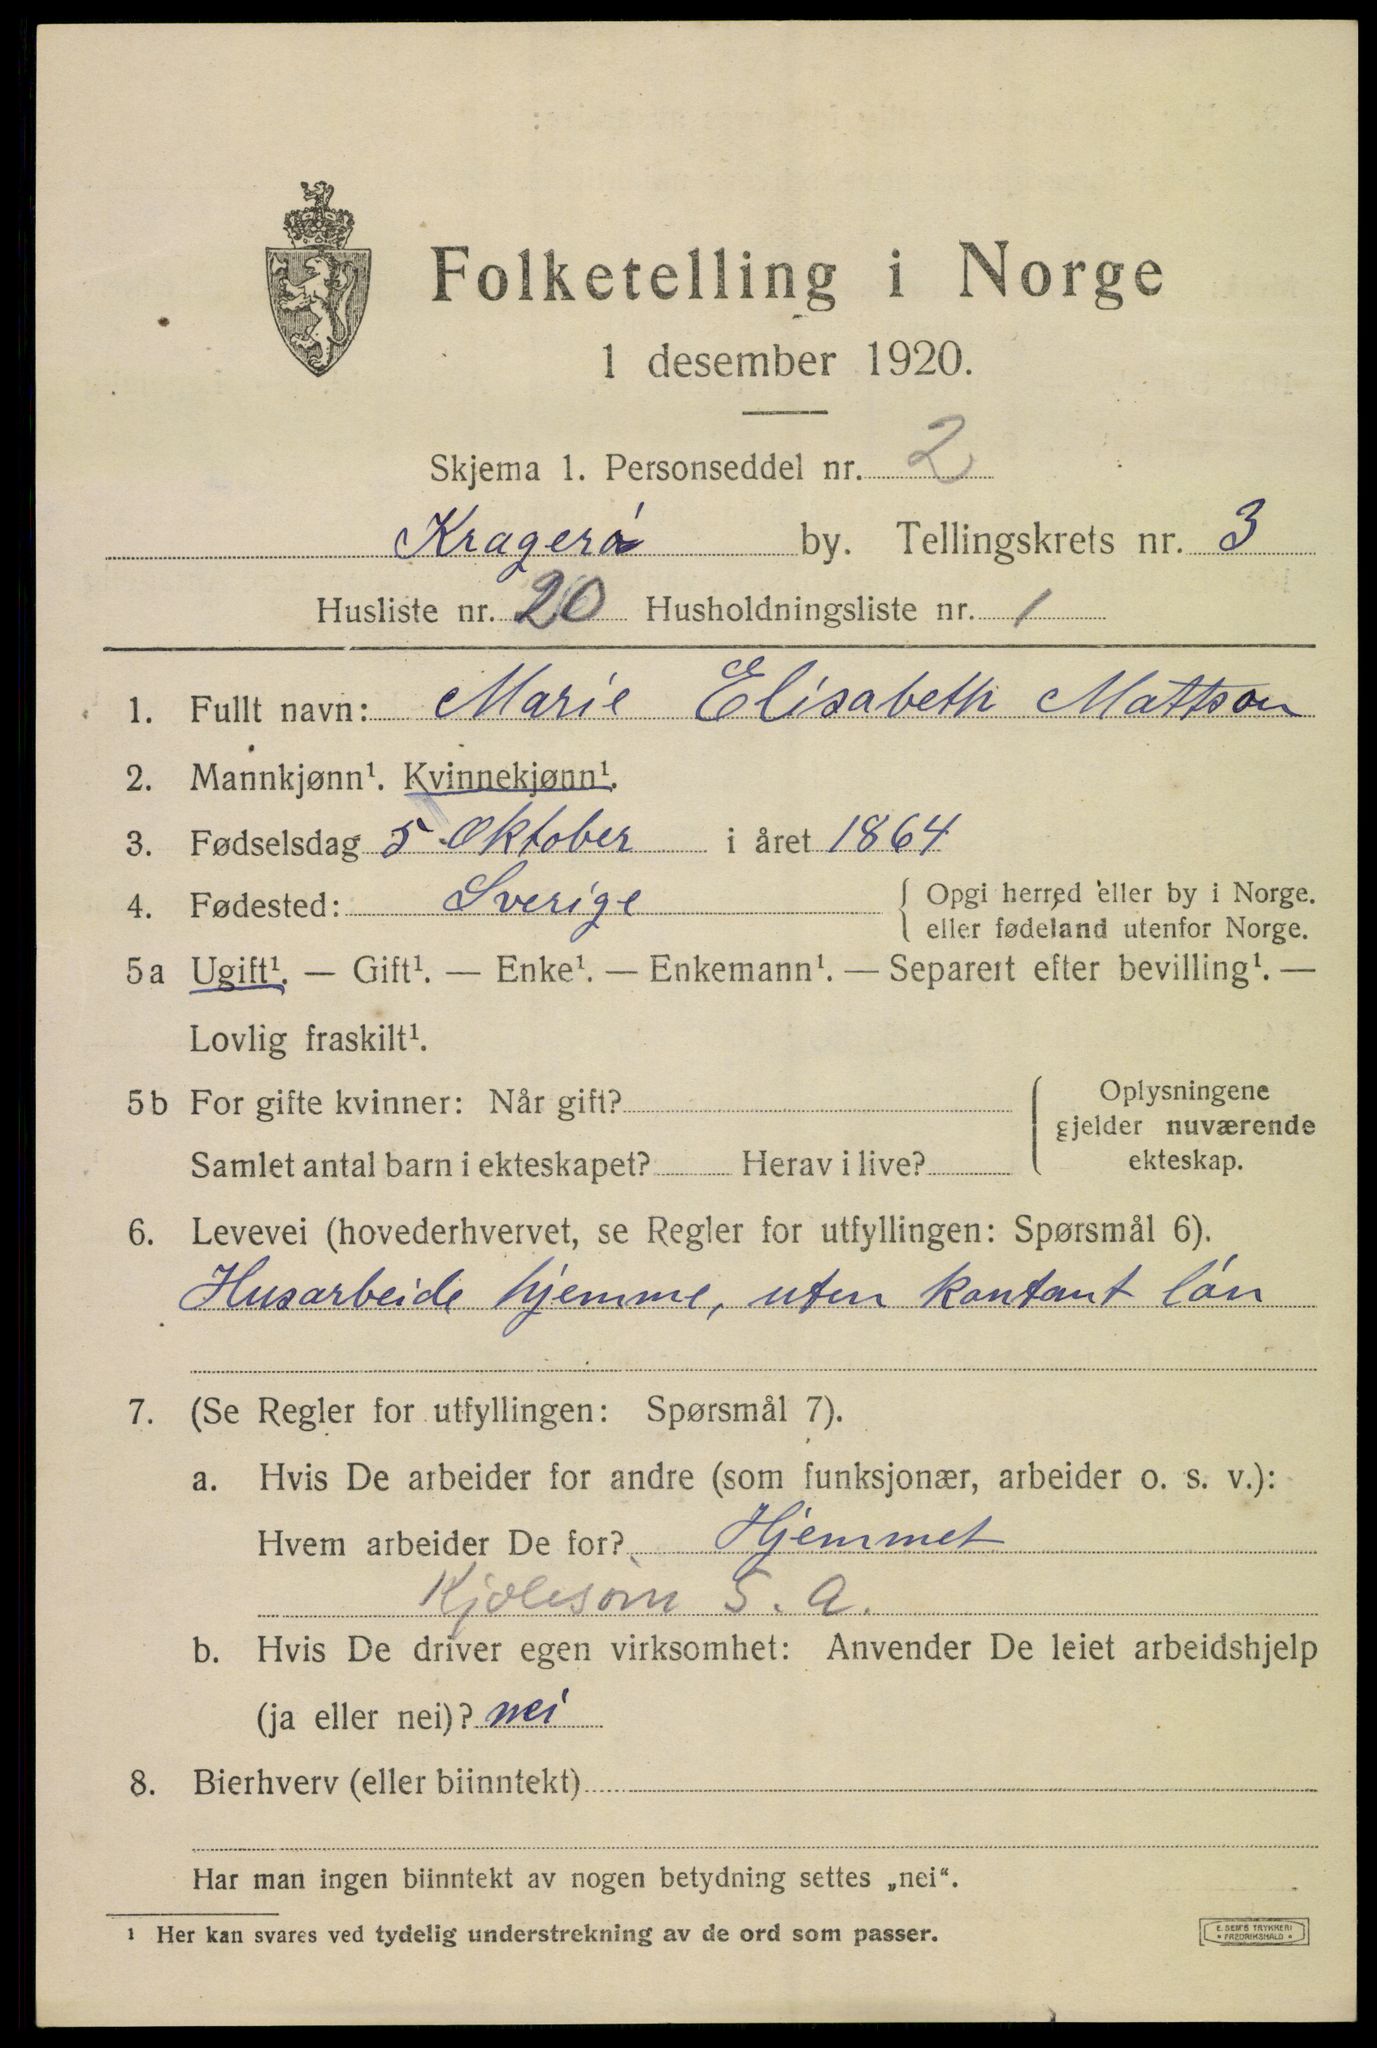 Folketelling i Norge
1 desember 1920.
Skjema 1. Personseddel nr. 2
Kragerø by. Tellingskrets nr. 3
Husliste nr. 20 Husholdningsliste nr. 1
1. Fullt navn: Marie Elisabeth Mattson
2. Mannkjønn¹. Kvinnekjønn¹.
3. Fødselsdag 5 Oktober i året 1864
4. Fødested: Sverige { Opgi herred eller by i Norge.
eller fødeland utenfor Norge.
5a Ugift¹. — Gift¹. — Enke¹. — Enkemann¹. — Separert efter bevilling¹. —
Lovlig fraskilt¹.
5b For gifte kvinner: Når gift?
Samlet antal barn i ekteskapet? Herav i live?
Oplysningene
gjelder nuværende
ekteskap.
6. Levevei (hovederhvervet, se Regler for utfyllingen: Spørsmål 6).
Husarbeide hjemme, uten kontant lón
7. (Se Regler for utfyllingen: Spørsmål 7).
a. Hvis De arbeider for andre (som funksjonær, arbeider o. s. v.):
Hvem arbeider De for? Hjemmet
Kjolesøm S. A.
b. Hvis De driver egen virksomhet: Anvender De leiet arbeidshjelp
(ja eller nei)? nei
8. Bierhverv (eller biinntekt)
Har man ingen biinntekt av nogen betydning settes „nei“.
¹ Her kan svares ved tydelig understrekning av de ord som passer.
E. SEM'S TRYKKERI
• FREDRIKSHALD •